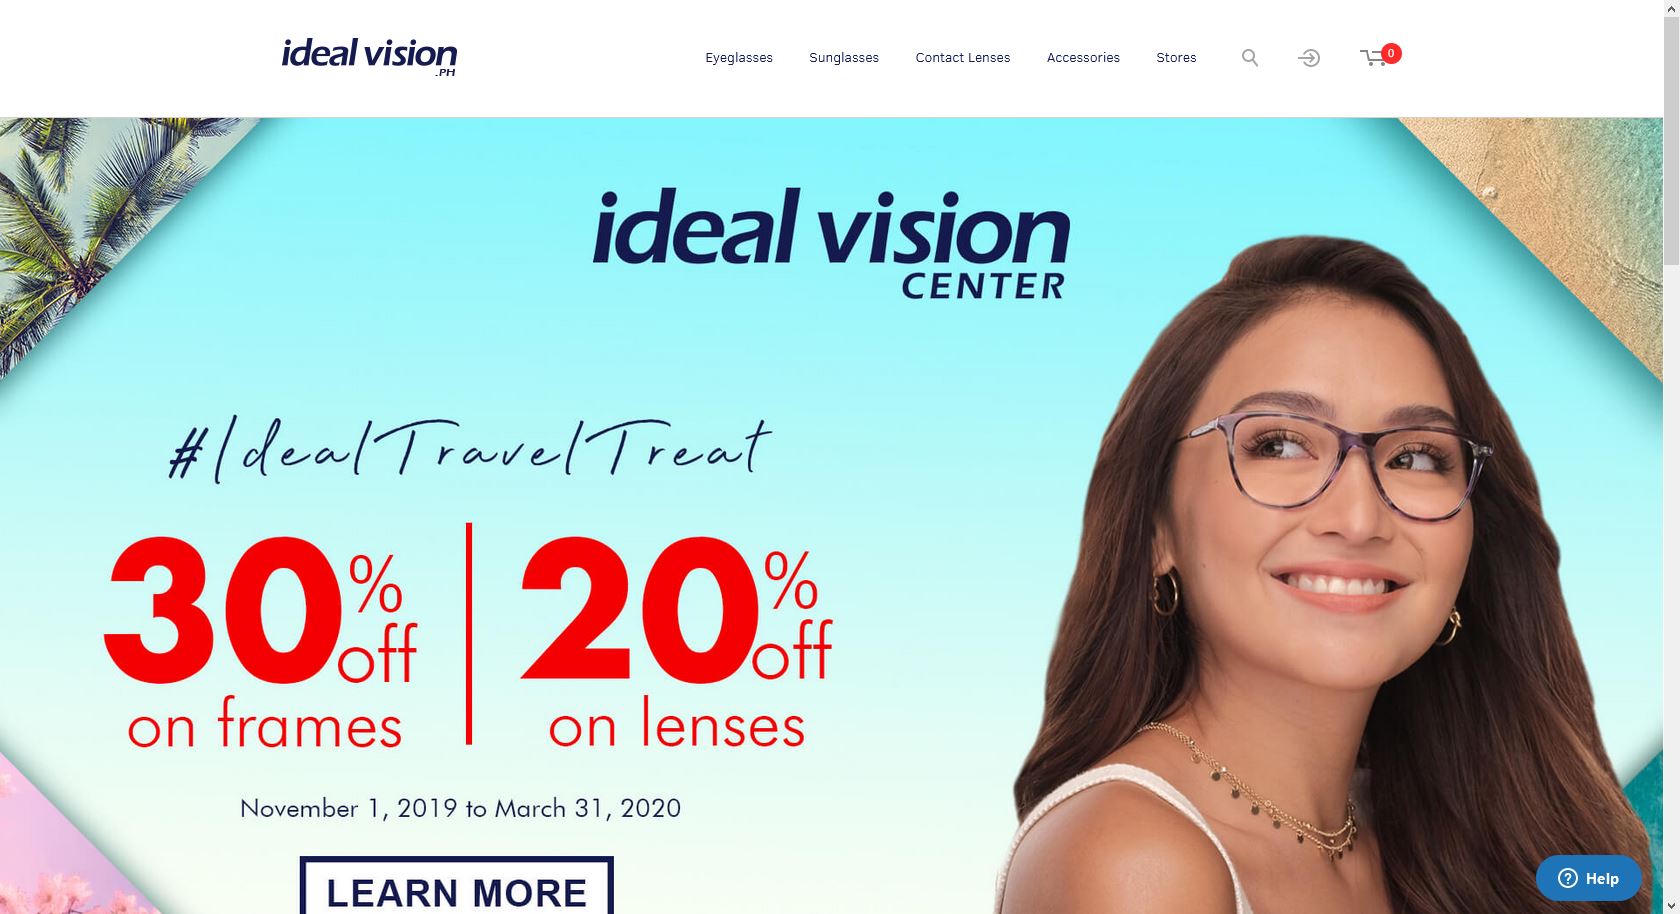 ideal vision
.PH
Eyeglasses Sunglasses Contact Lenses Accessories Stores 0
ideal vision
CENTER
#IdealTravelTreat
30% off
on frames
20% off
on lenses
November 1, 2019 to March 31, 2020
LEARN MORE
Help